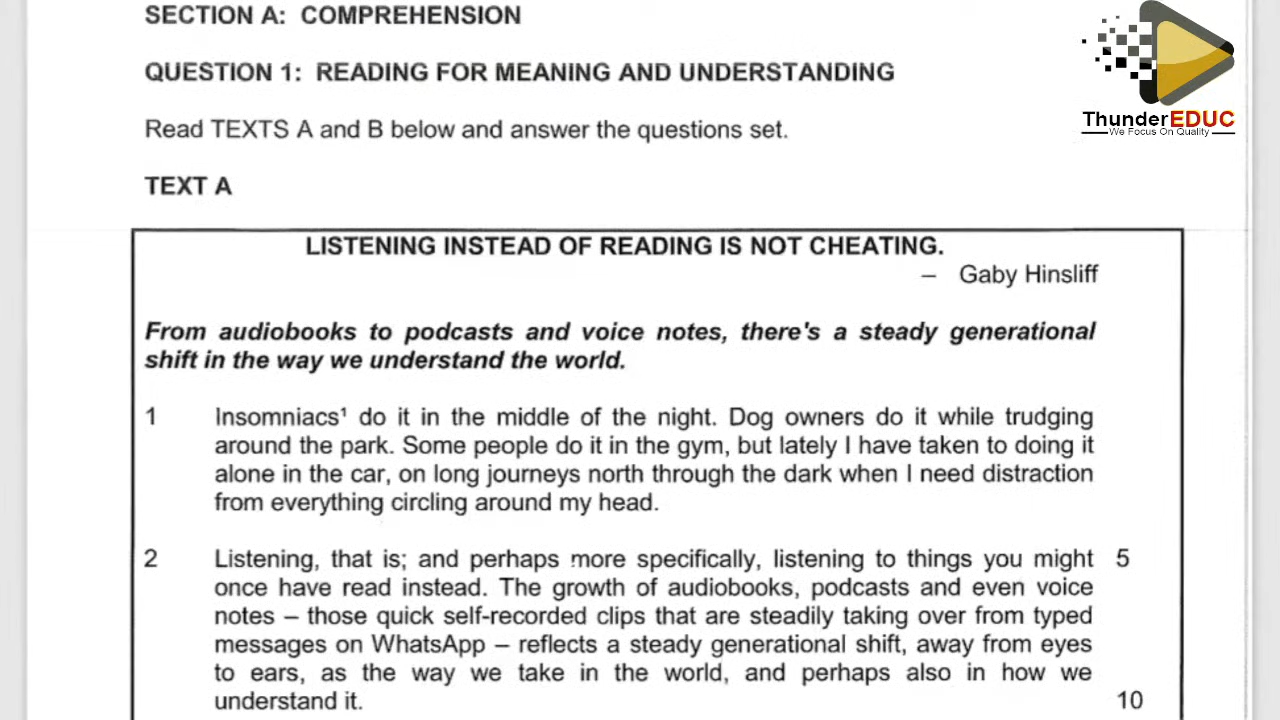 SECTION A: COMPREHENSION
QUESTION 1: READING FOR MEANING AND UNDERSTANDING
Read TEXTS A and B below and answer the questions set.
TEXT A
ThunderEDUC
We Focus On Quality
LISTENING INSTEAD OF READING IS NOT CHEATING.
– Gaby Hinsliff
From audiobooks to podcasts and voice notes, there's a steady generational
shift in the way we understand the world.
1 Insomniacs¹ do it in the middle of the night. Dog owners do it while trudging
around the park. Some people do it in the gym, but lately I have taken to doing it
alone in the car, on long journeys north through the dark when I need distraction
from everything circling around my head.
2 Listening, that is; and perhaps more specifically, listening to things you might 5
once have read instead. The growth of audiobooks, podcasts and even voice
notes – those quick self-recorded clips that are steadily taking over from typed
messages on WhatsApp – reflects a steady generational shift, away from eyes
to ears, as the way we take in the world, and perhaps also in how we
understand it. 10